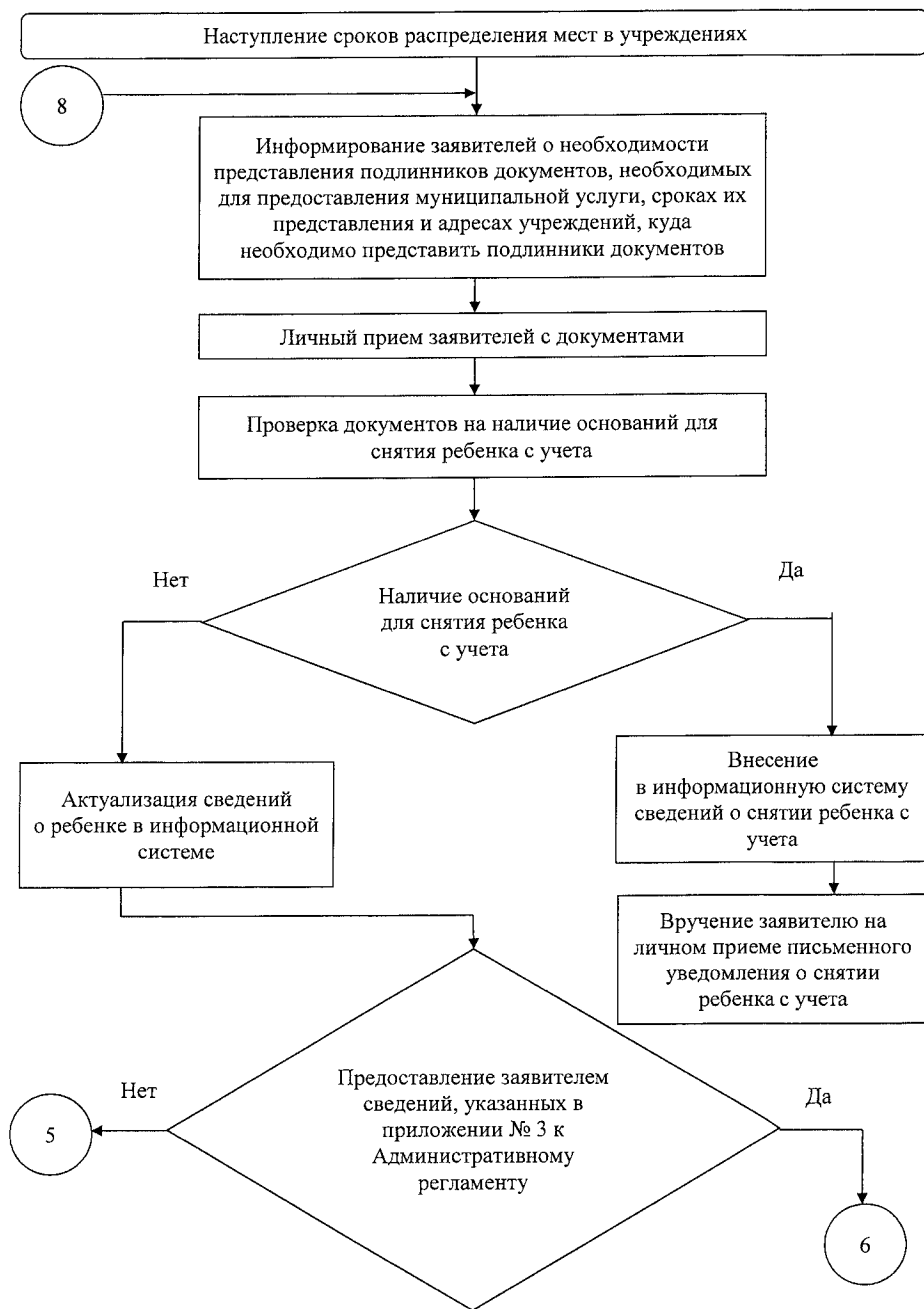 Наступление сроков распределения мест в учреждениях
8
Информирование заявителей о необходимости
представления подлинников документов, необходимых
для предоставления муниципальной услуги, сроках их
представления и адресах учреждений, куда
необходимо представить подлинники документов
Личный прием заявителей с документами
Проверка документов на наличие оснований для
снятия ребенка с учета
Нет
Да
Наличие оснований
для снятия ребенка
с учета
Актуализация сведений
о ребенке в информационной
системе
Внесение
в информационную систему
сведений о снятии ребенка с
учета
Вручение заявителю на
личном приеме письменного
уведомления о снятии
ребенка с учета
Нет
Да
Предоставление заявителем
сведений, указанных в
приложении № 3 к
Административному
регламенту
5
6